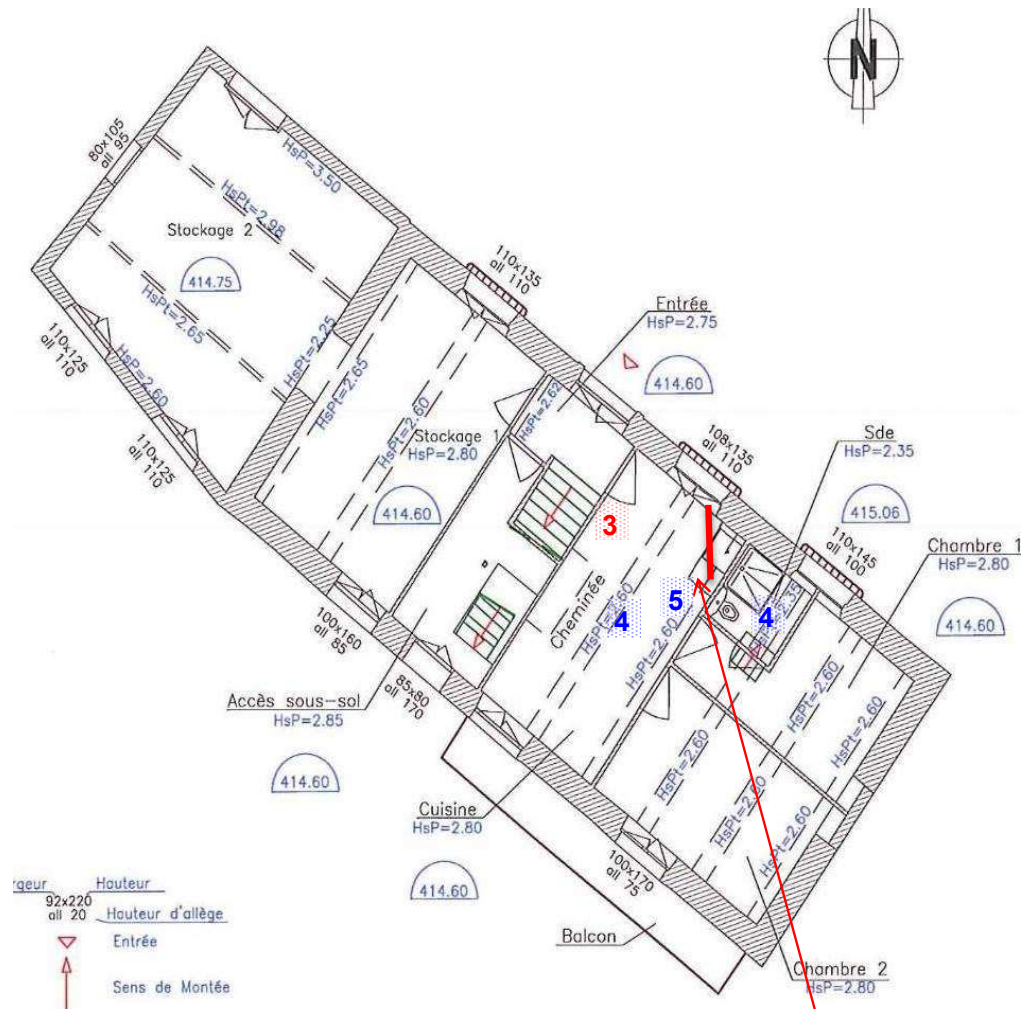 N
80x105
all 95
HsP=3.50
HsPt=2.98
Stockage 2
414.75
HsPt=2.65
HsPt=2.25
HsP=2.60
110x125
all 110
110x125
all 110
110x135
all 110
Entrée
HsP=2.75
414.60
HsPt=2.65
HsPt=2.60
HsPt=2.62
Stockage 1
HsP=2.80
414.60
108x135
all 110
Sde
HsP=2.35
415.06
110x145
all 100
Chambre 1
HsP=2.80
414.60
3
Cheminée
HsPt=2.60
4
5
HsPt=2.60
HsPt=2.35
4
100x160
all 85
85x80
all 170
Accès sous-sol
HsP=2.85
414.60
HsPt=2.60
HsPt=2.60
HsPt=2.60
HsPt=2.60
HsPt=2.60
Cuisine
HsP=2.80
414.60
100x170
all 75
Balcon
Chambre 2
HsP=2.80
rgeur
Hauteur
92x220
all 20
Hauteur d'allège
Entrée
Sens de Montée